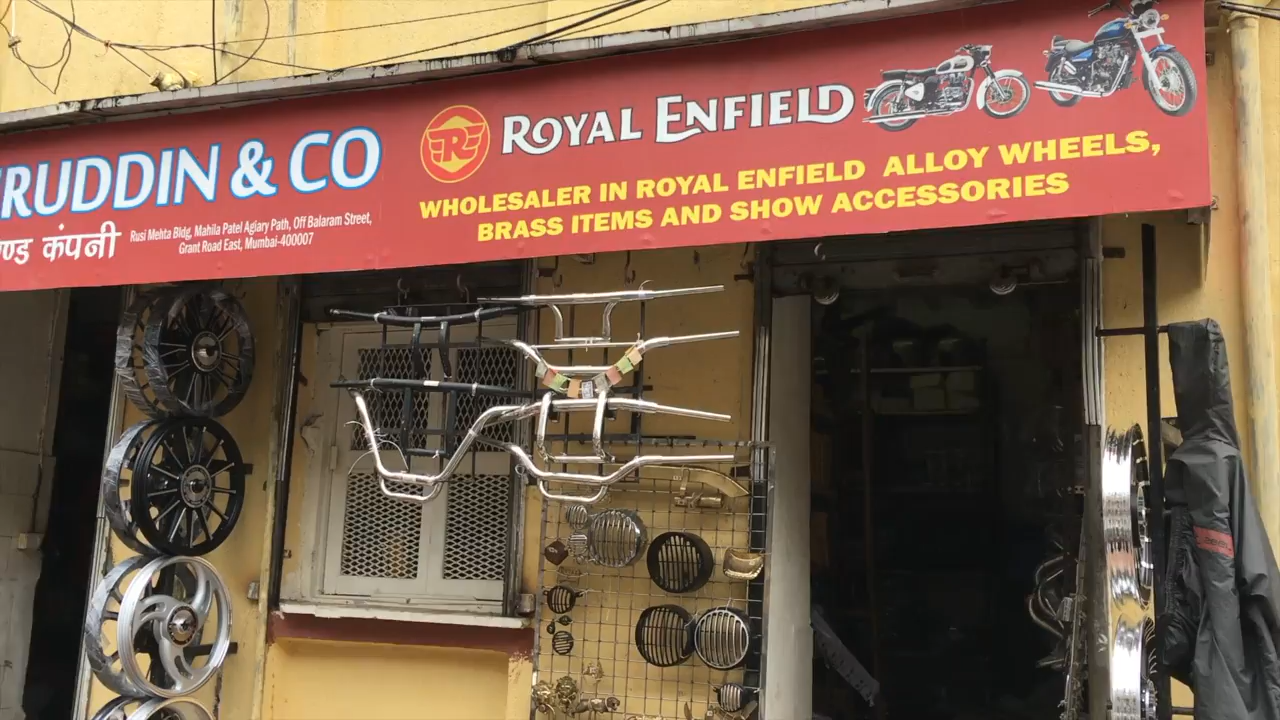 RUDDIN & CO
ण्ड कंपनी
Rusi Mehta Bldg, Mahila Patel Agiary Path, Off Balaram Street,
Grant Road East, Mumbai-400007
ROYAL ENFIELD
WHOLESALER IN ROYAL ENFIELD ALLOY WHEELS,
BRASS ITEMS AND SHOW ACCESSORIES